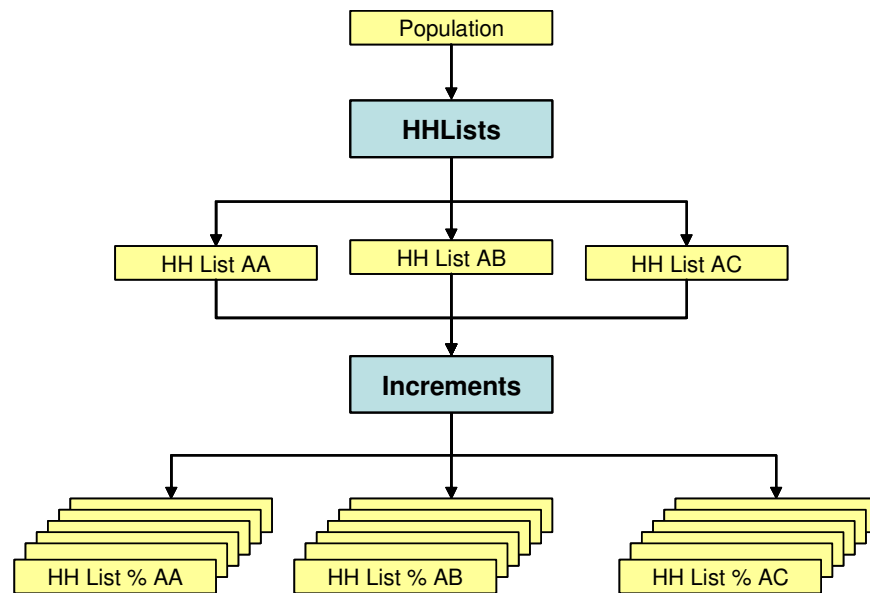 Population
HHLists
HH List AA
HH List AB
HH List AC
Increments
HH List % AA
HH List % AB
HH List % AC